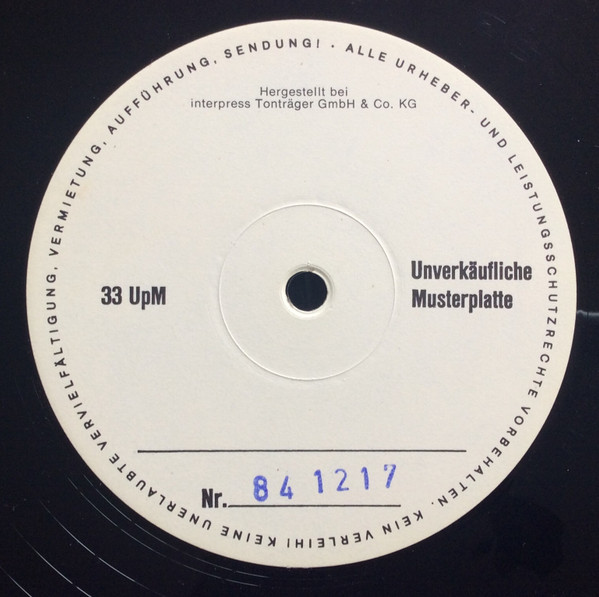 ALLE URHEBER- UND LEISTUNGSSCHUTZRECHTE VORBEHALTEN. KEIN VERLEIH! KEINE UNERLAUBTE VERVIELFÄLTIGUNG, VERMIETUNG, AUFFÜHRUNG, SENDUNG! ·
Hergestellt bei
interpress Tonträger GmbH & Co. KG
33 UpM
Unverkäufliche
Musterplatte
Nr. 84 1217